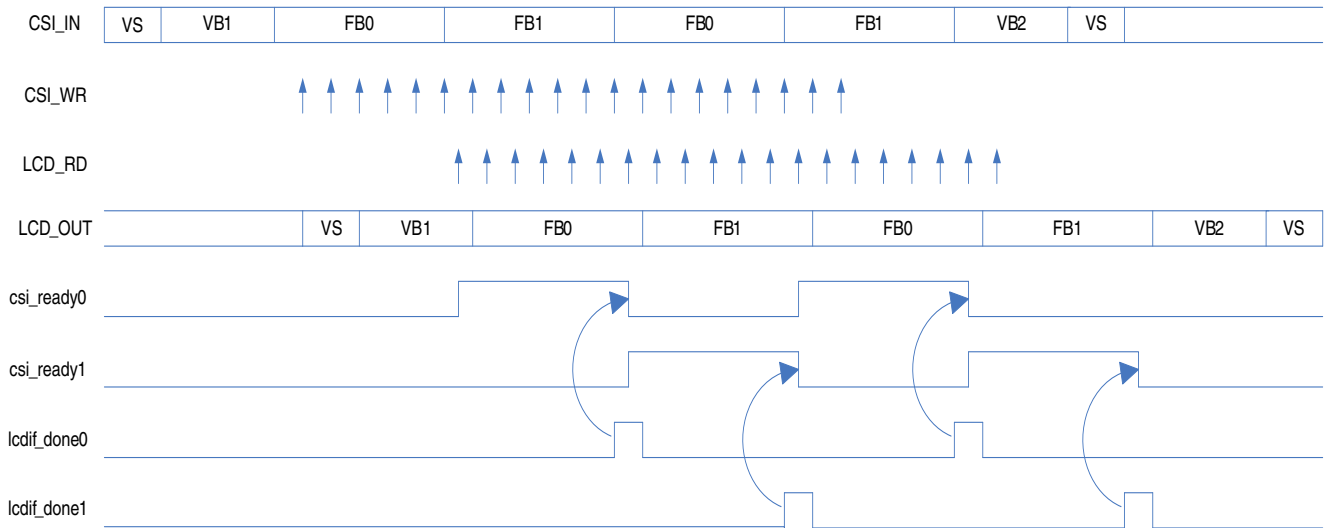 CSI_IN VS VB1 FB0 FB1 FB0 FB1 VB2 VS
CSI_WR
LCD_RD
LCD_OUT VS VB1 FB0 FB1 FB0 FB1 VB2 VS
csi_ready0
csi_ready1
lcdif_done0
lcdif_done1